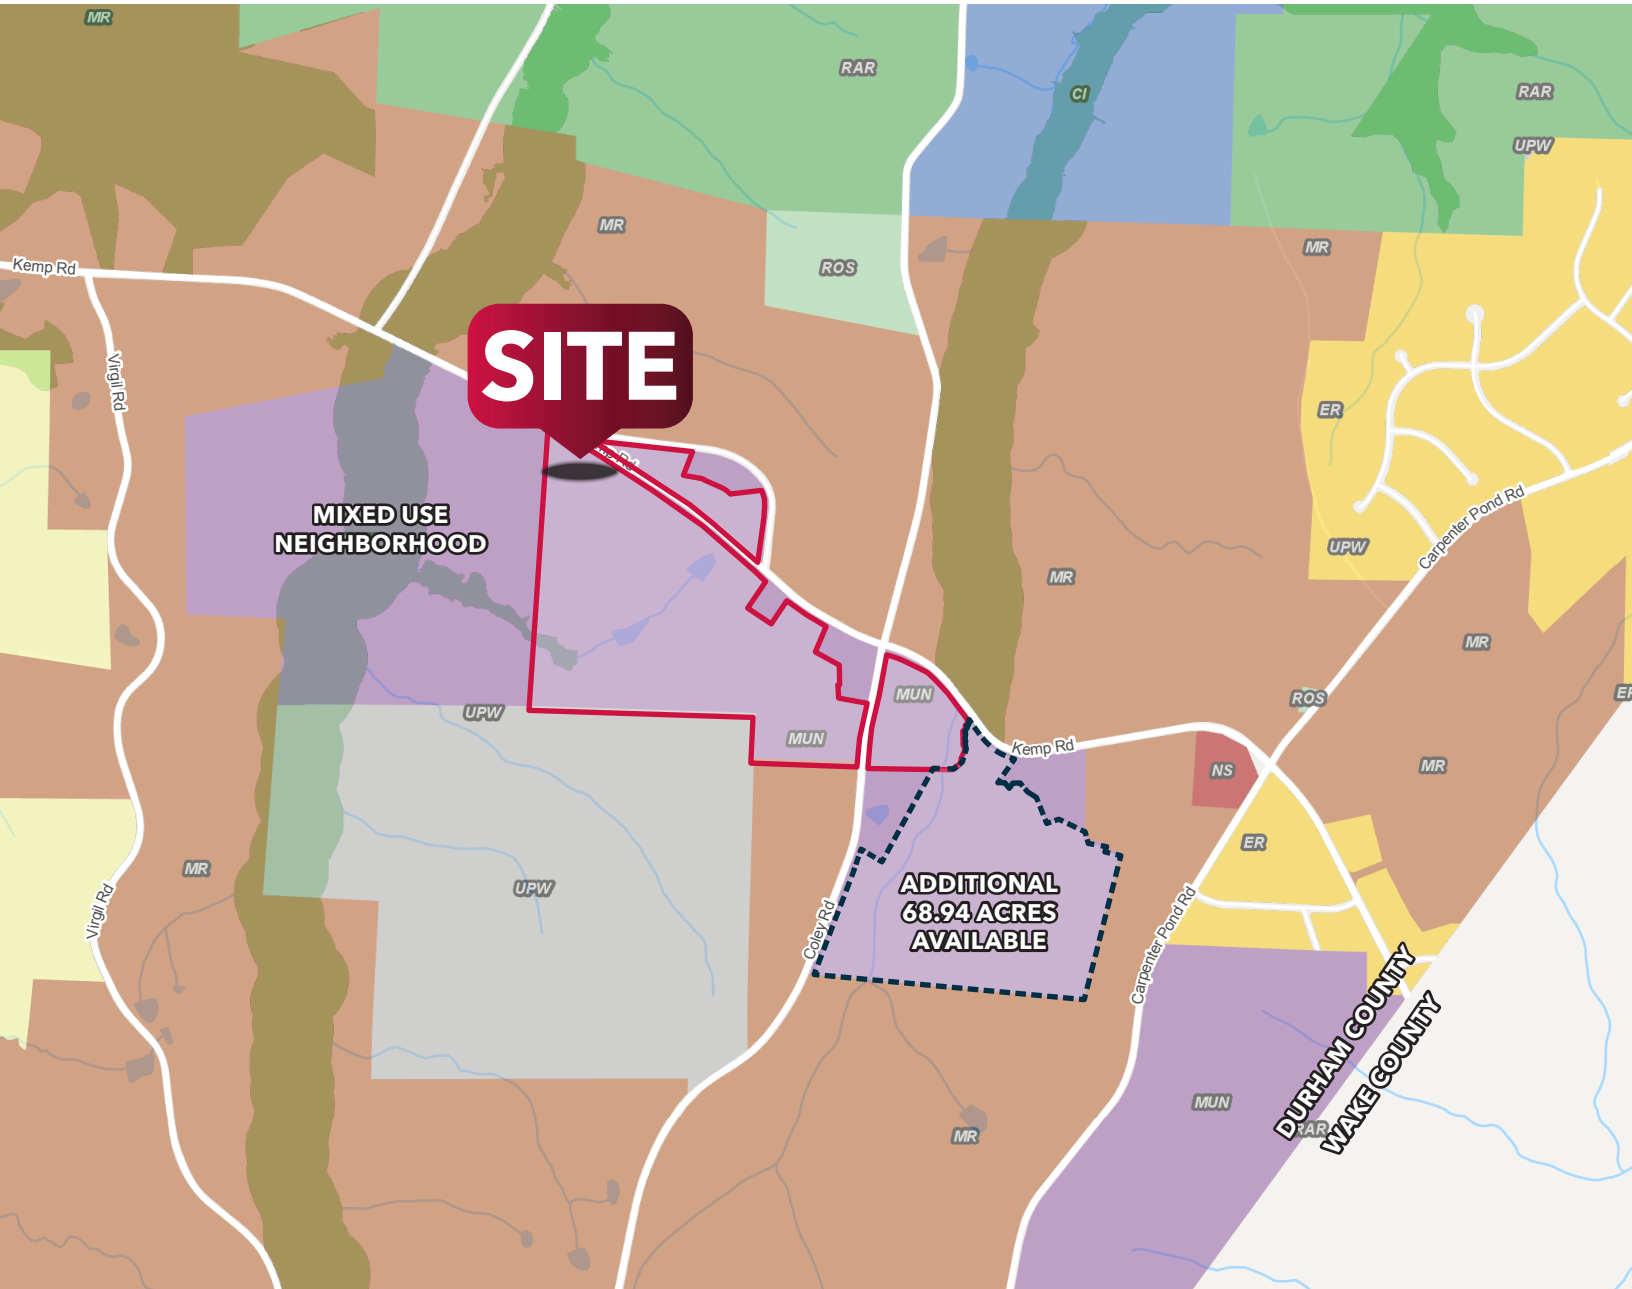 MR
RAR
CI
RAR
UPW
MR
MR
ROS
Kemp Rd
SITE
Virgil Rd
ER
MIXED USE
NEIGHBORHOOD
Carpenter Pond Rd
UPW
MR
MR
MUN
ROS
UPW
MUN
Kemp Rd
NS
MR
ER
MR
UPW
ADDITIONAL
68.94 ACRES
AVAILABLE
Virgil Rd
Coley Rd
Carpenter Pond Rd
DURHAM COUNTY
WAKE COUNTY
MUN
RAR
MR